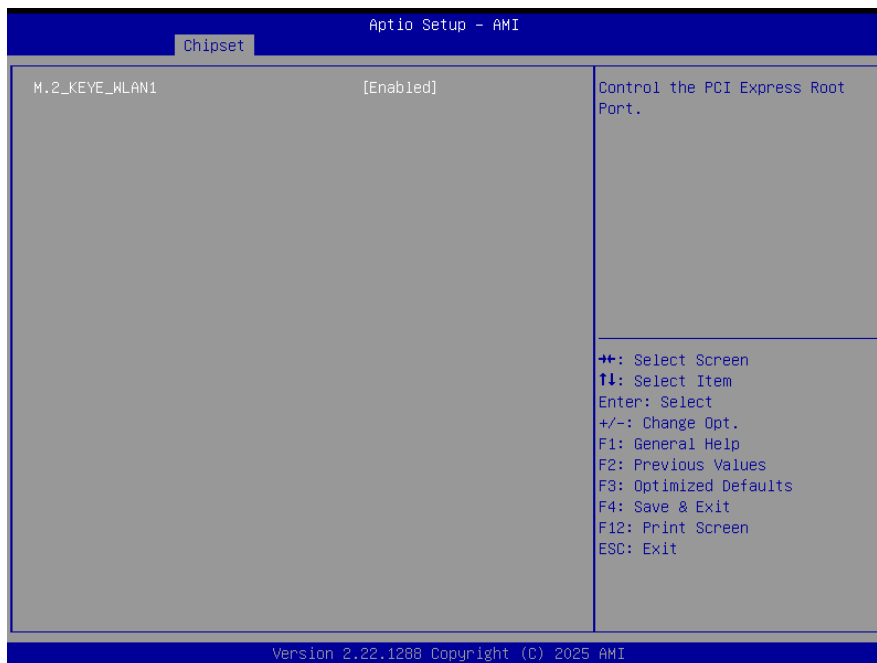 Aptio Setup – AMI
Chipset
M.2_KEYE_WLAN1 [Enabled]
Control the PCI Express Root
Port.
→←: Select Screen
↑↓: Select Item
Enter: Select
+/-: Change Opt.
F1: General Help
F2: Previous Values
F3: Optimized Defaults
F4: Save & Exit
F12: Print Screen
ESC: Exit
Version 2.22.1288 Copyright (C) 2025 AMI